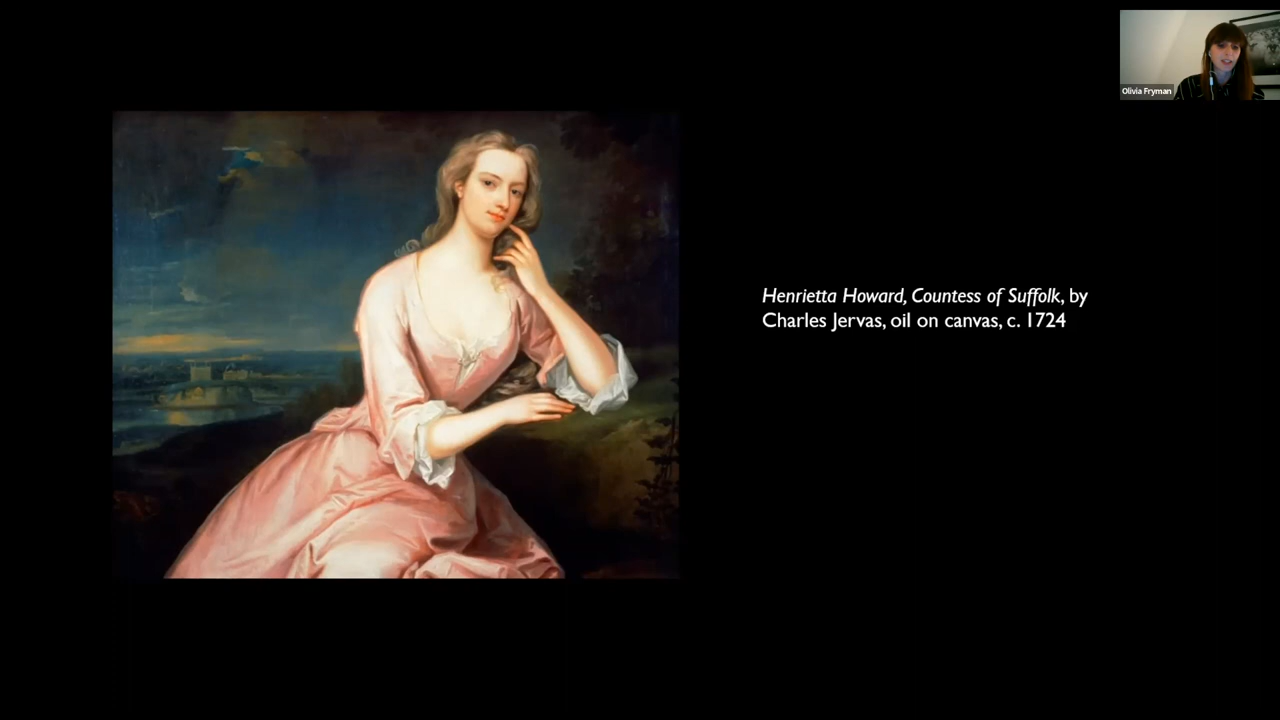 Olivia Fryman
Henrietta Howard, Countess of Suffolk, by
Charles Jervas, oil on canvas, c. 1724